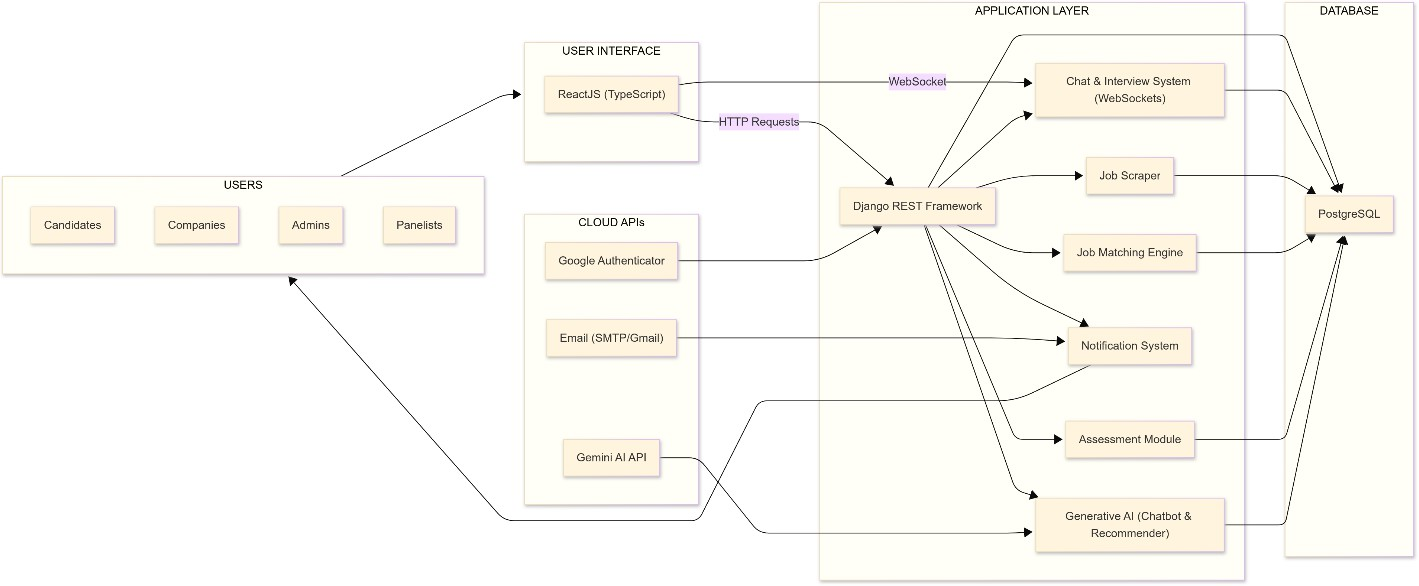 APPLICATION LAYER
DATABASE
USER INTERFACE
ReactJS (TypeScript)
WebSocket
HTTP Requests
Chat & Interview System
(WebSockets)
Job Scraper
USERS
Candidates
Companies
Admins
Panelists
Django REST Framework
PostgreSQL
CLOUD APIs
Google Authenticator
Job Matching Engine
Email (SMTP/Gmail)
Notification System
Assessment Module
Gemini AI API
Generative AI (Chatbot &
Recommender)